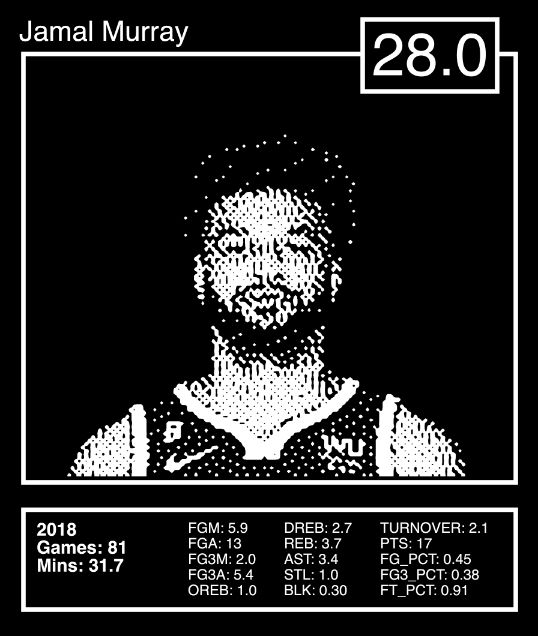 Jamal Murray
28.0
WU
2018
Games: 81
Mins: 31.7
FGM: 5.9
FGA: 13
FG3M: 2.0
FG3A: 5.4
OREB: 1.0
DREB: 2.7
REB: 3.7
AST: 3.4
STL: 1.0
BLK: 0.30
TURNOVER: 2.1
PTS: 17
FG_PCT: 0.45
FG3_PCT: 0.38
FT_PCT: 0.91